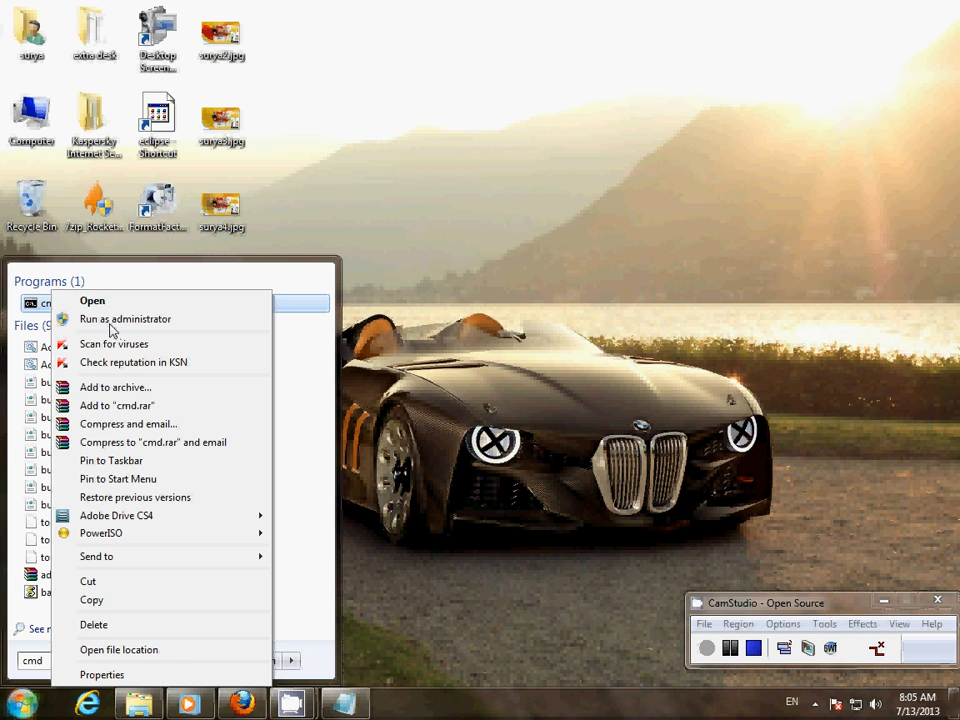 surya
extra desk
Desktop Screen...
surya2.jpg
Computer
Kaspersky Internet Se...
eclipse - Shortcut
surya3.jpg
Recycle Bin
/zip_Rocket...
FormatFact...
surya4.jpg
Programs (1)
Open
Run as administrator
Scan for viruses
Check reputation in KSN
Add to archive...
Add to "cmd.rar"
Compress and email...
Compress to "cmd.rar" and email
Pin to Taskbar
Pin to Start Menu
Restore previous versions
Adobe Drive CS4
PowerISO
Send to
Cut
Copy
Delete
Open file location
Properties
cmd
CamStudio - Open Source
File Region Options Tools Effects View Help
EN
8:05 AM
7/13/2013